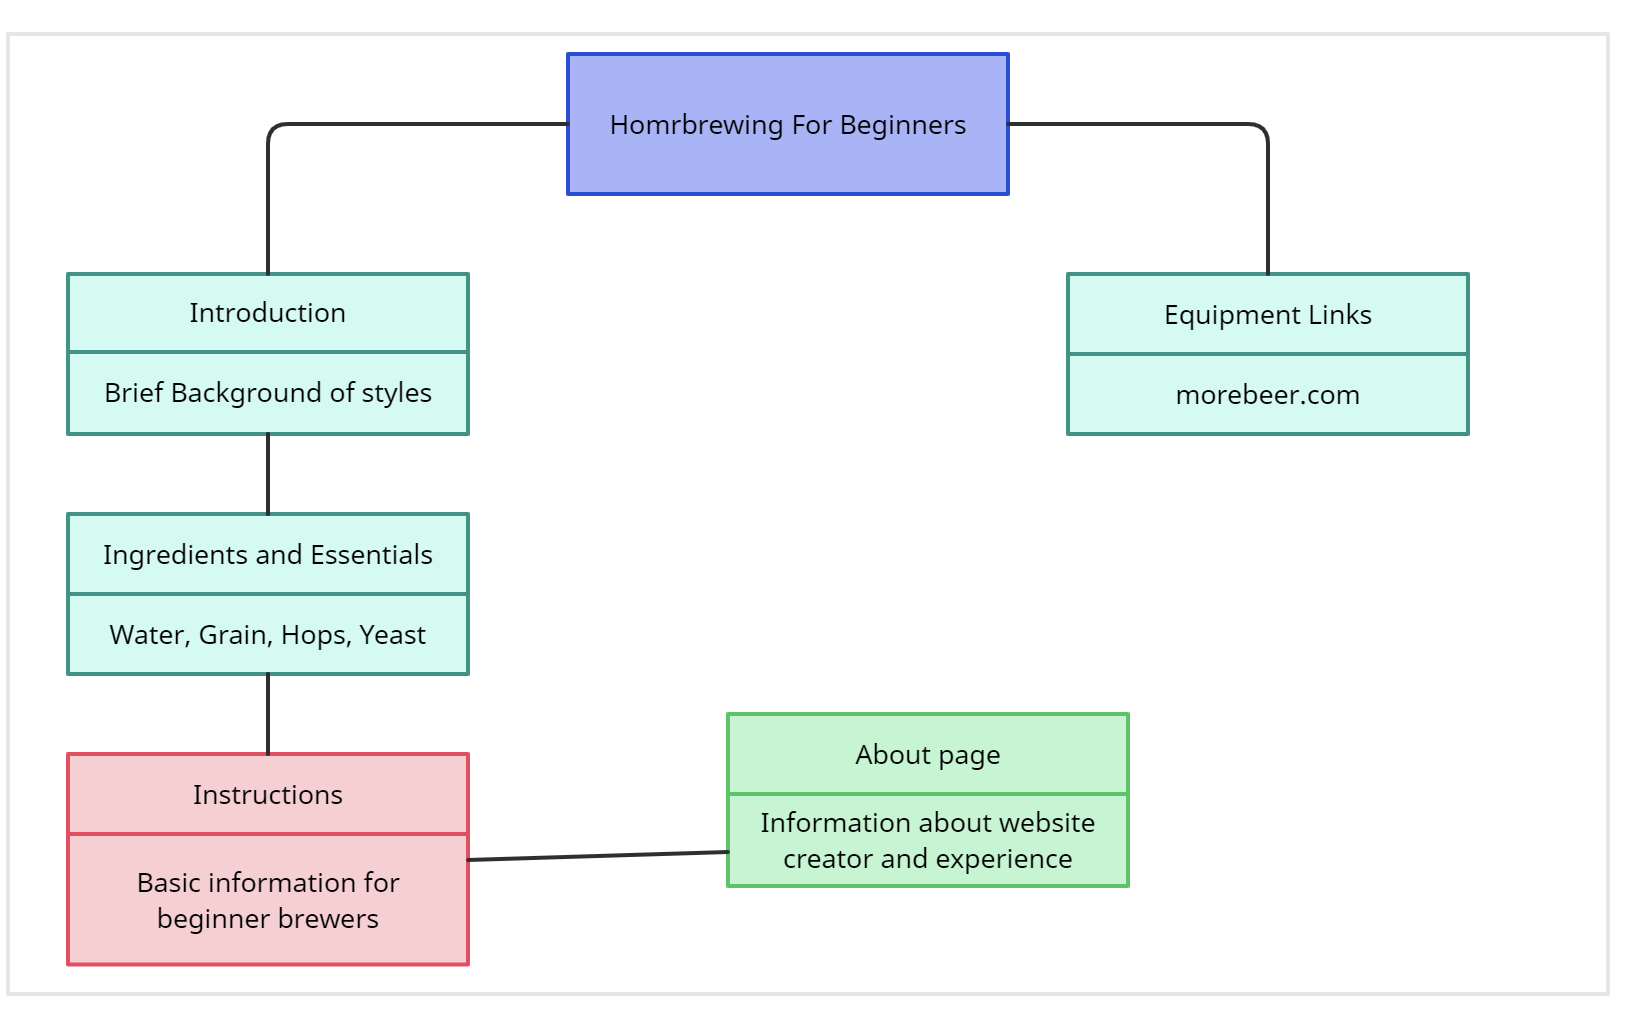 Homrbrewing For Beginners
Introduction
Brief Background of styles
Equipment Links
morebeer.com
Ingredients and Essentials
Water, Grain, Hops, Yeast
Instructions
Basic information for
beginner brewers
About page
Information about website
creator and experience